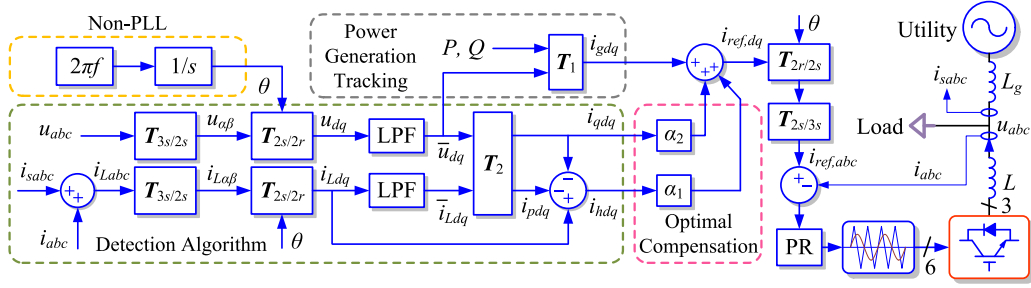 Non-PLL
2πf
1/s
θ
Power
Generation
Tracking
P, Q
T1
igdq
iref,dq
θ
T2r/2s
T2s/3s
Utility
Lg
isabc
uabc
Load
iref,abc
iabc
L
3
uabc
T3s/2s
uαβ
T2s/2r
udq
LPF
ūdq
T2
iqdq
α2
isabc
iLabc
T3s/2s
iLαβ
T2s/2r
iLdq
LPF
īLdq
ipdq
ihdq
α1
iabc
Detection Algorithm
θ
Optimal
Compensation
PR
6